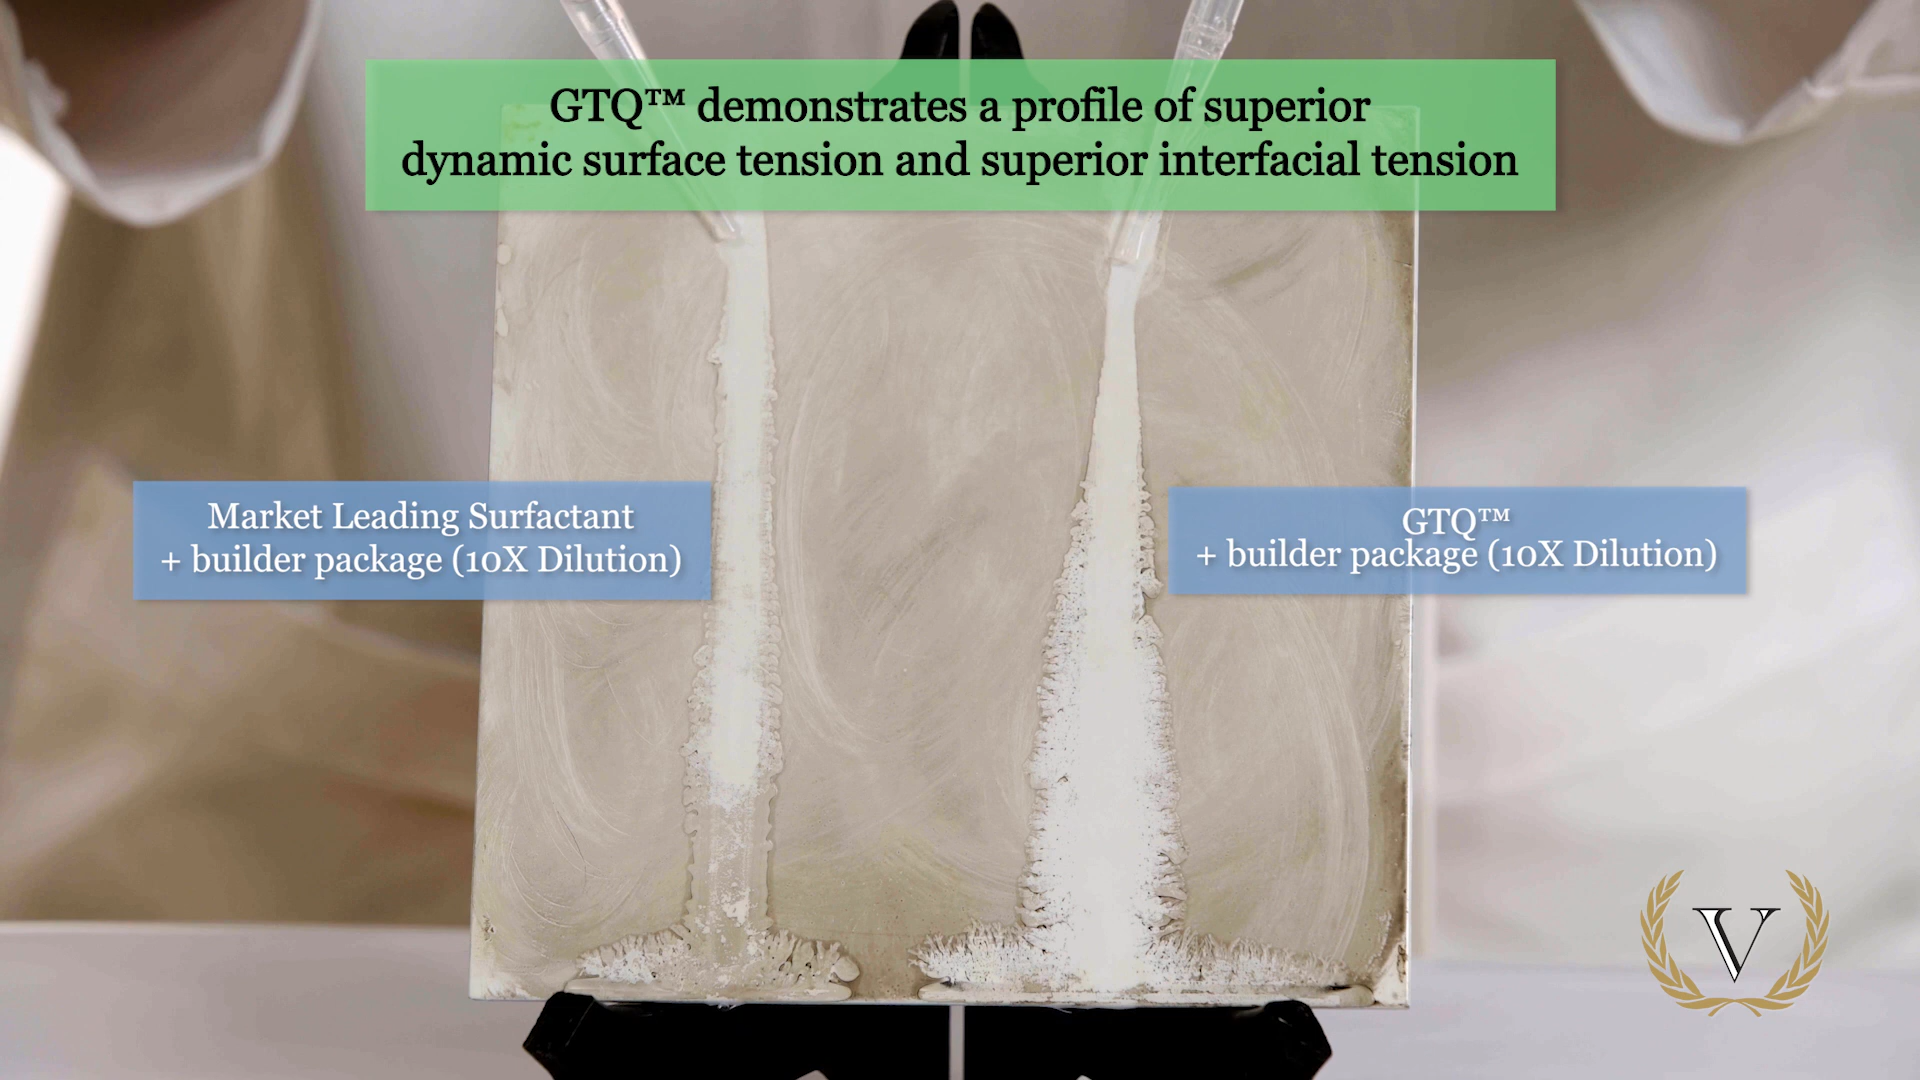 GTQ™ demonstrates a profile of superior
dynamic surface tension and superior interfacial tension
Market Leading Surfactant
+ builder package (10X Dilution)
GTQ™
+ builder package (10X Dilution)
V